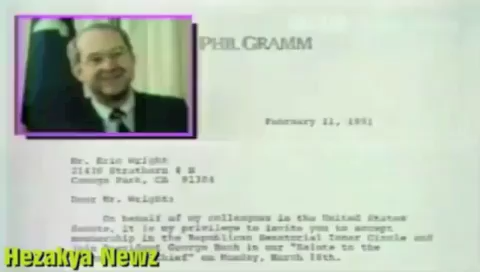 PHIL GRAMM
February 11, 1991
Mr. Eric Wright
21430 Strathern # H
Canoga Park, CA 91304
Dear Mr. Wright:
On behalf of my colleagues in the United States
Senate, it is my privilege to invite you to accept
membership in the Republican Senatorial Inner Circle and
join President George Bush in our "Salute to the
Chief" on Monday, March 18th.
Hezakya Newz